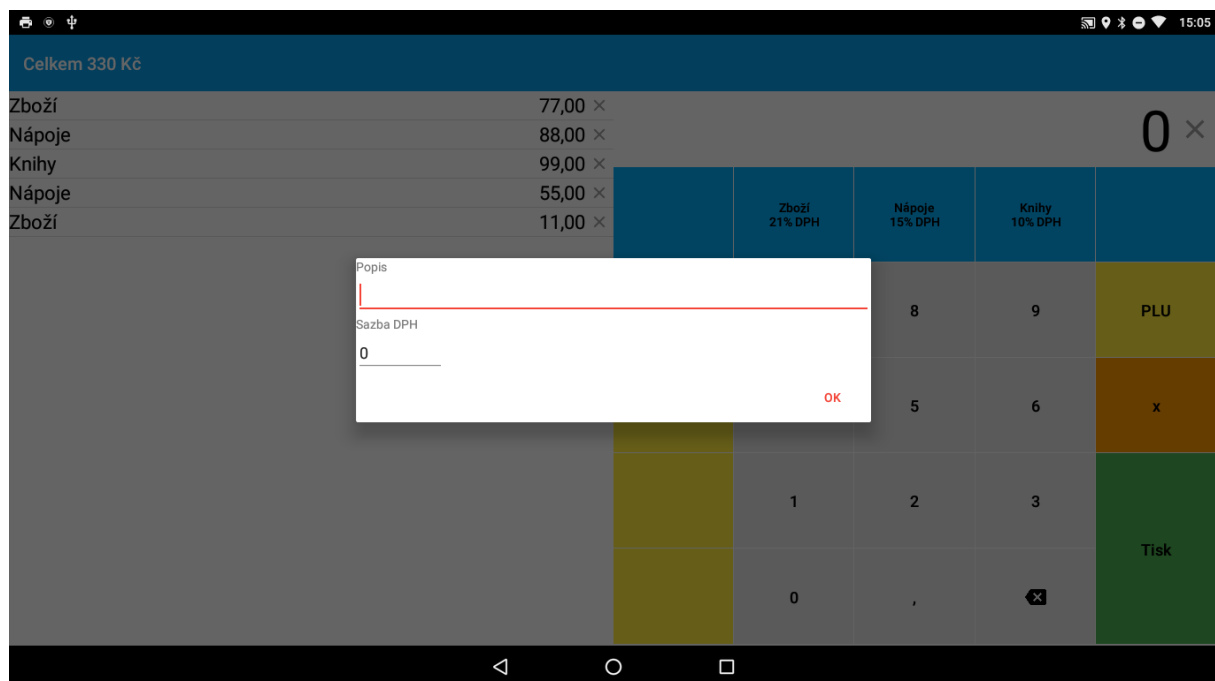 15:05
Celkem 330 Kč
Zboží 77,00 ×
Nápoje 88,00 ×
Knihy 99,00 ×
Nápoje 55,00 ×
Zboží 11,00 ×
0 ×
Zboží
21% DPH
Nápoje
15% DPH
Knihy
10% DPH
Popis
Sazba DPH
0
OK
8 9 PLU
5 6 x
1 2 3
Tisk
0 ,